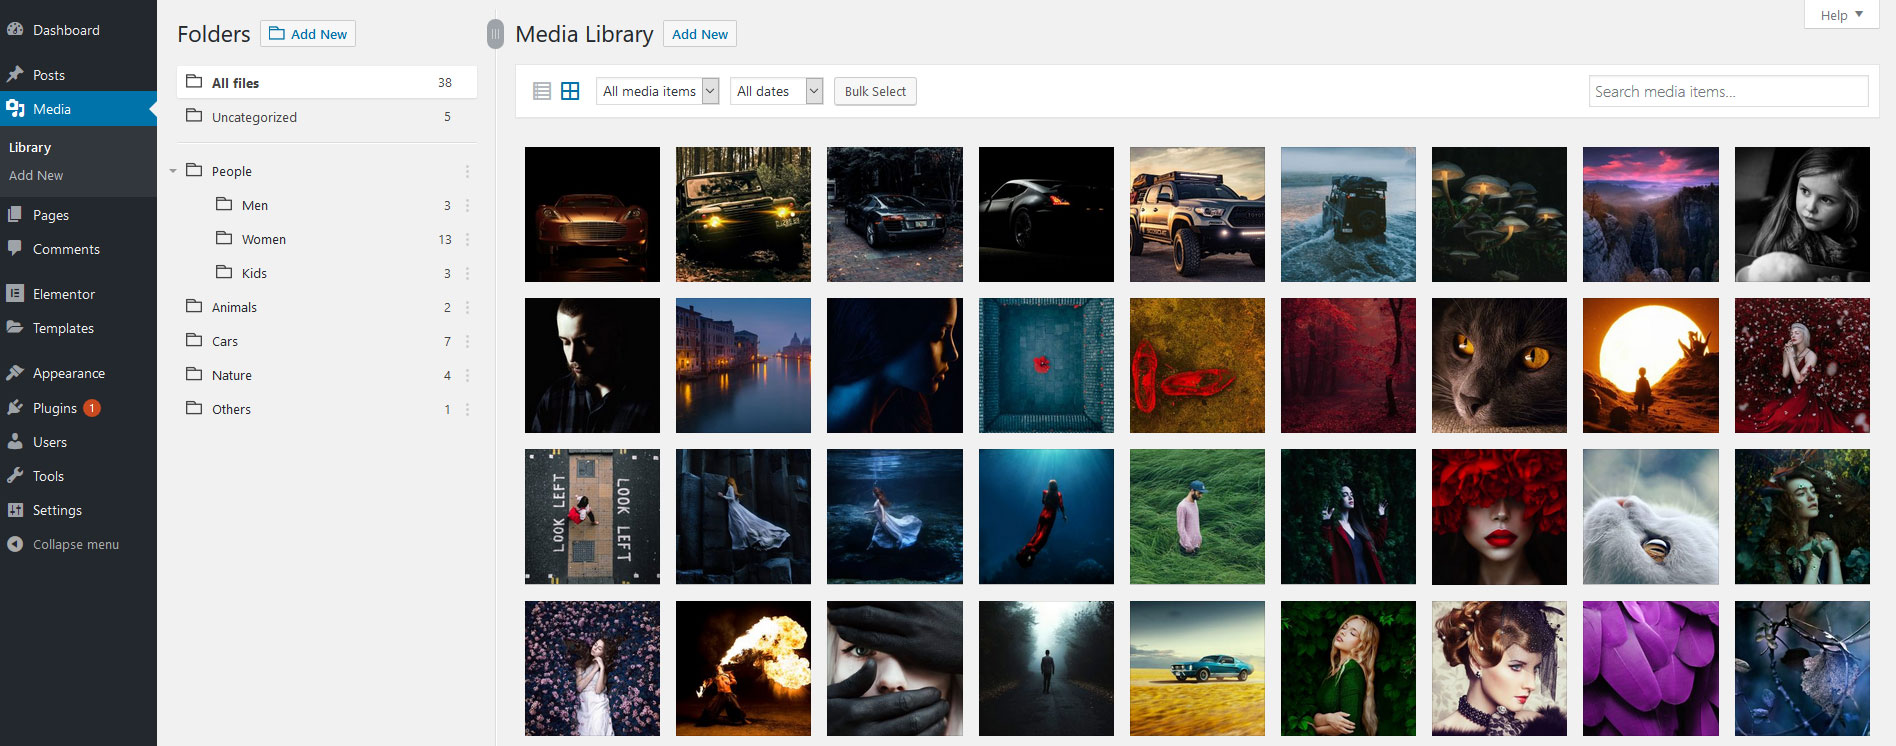 Dashboard
Posts
Media
Library
Add New
Pages
Comments
Elementor
Templates
Appearance
Plugins 1
Users
Tools
Settings
Collapse menu
Folders Add New
All files 38
Uncategorized 5
People
Men 3
Women 13
Kids 3
Animals 2
Cars 7
Nature 4
Others 1
Help
Media Library Add New
All media items All dates Bulk Select Search media items...
LOOK LEFT
LOOK LEFT